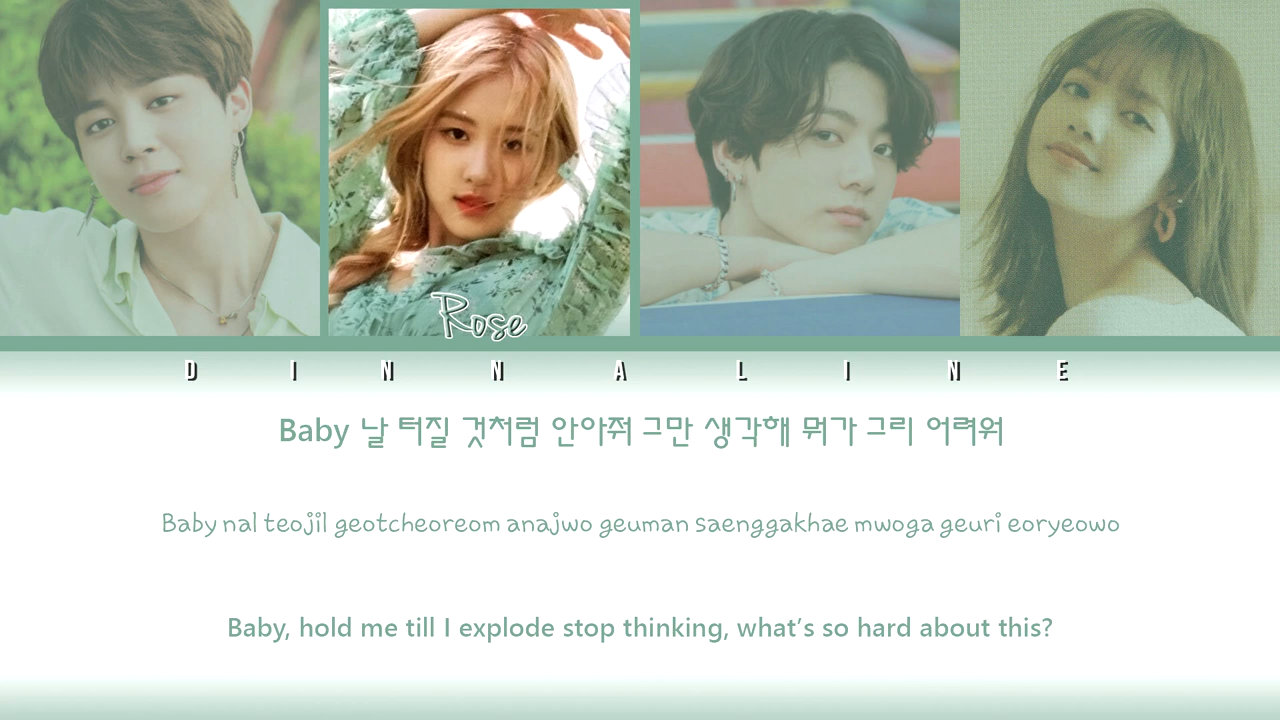 Rose
D I N N A L I N E
Baby 날 터질 것처럼 안아줘 그만 생각해 뭐가 그리 어려워
Baby nal teojil geotcheoreom anajwo geuman saenggakhae mwoga geuri eoryeowo
Baby, hold me till I explode stop thinking, what’s so hard about this?